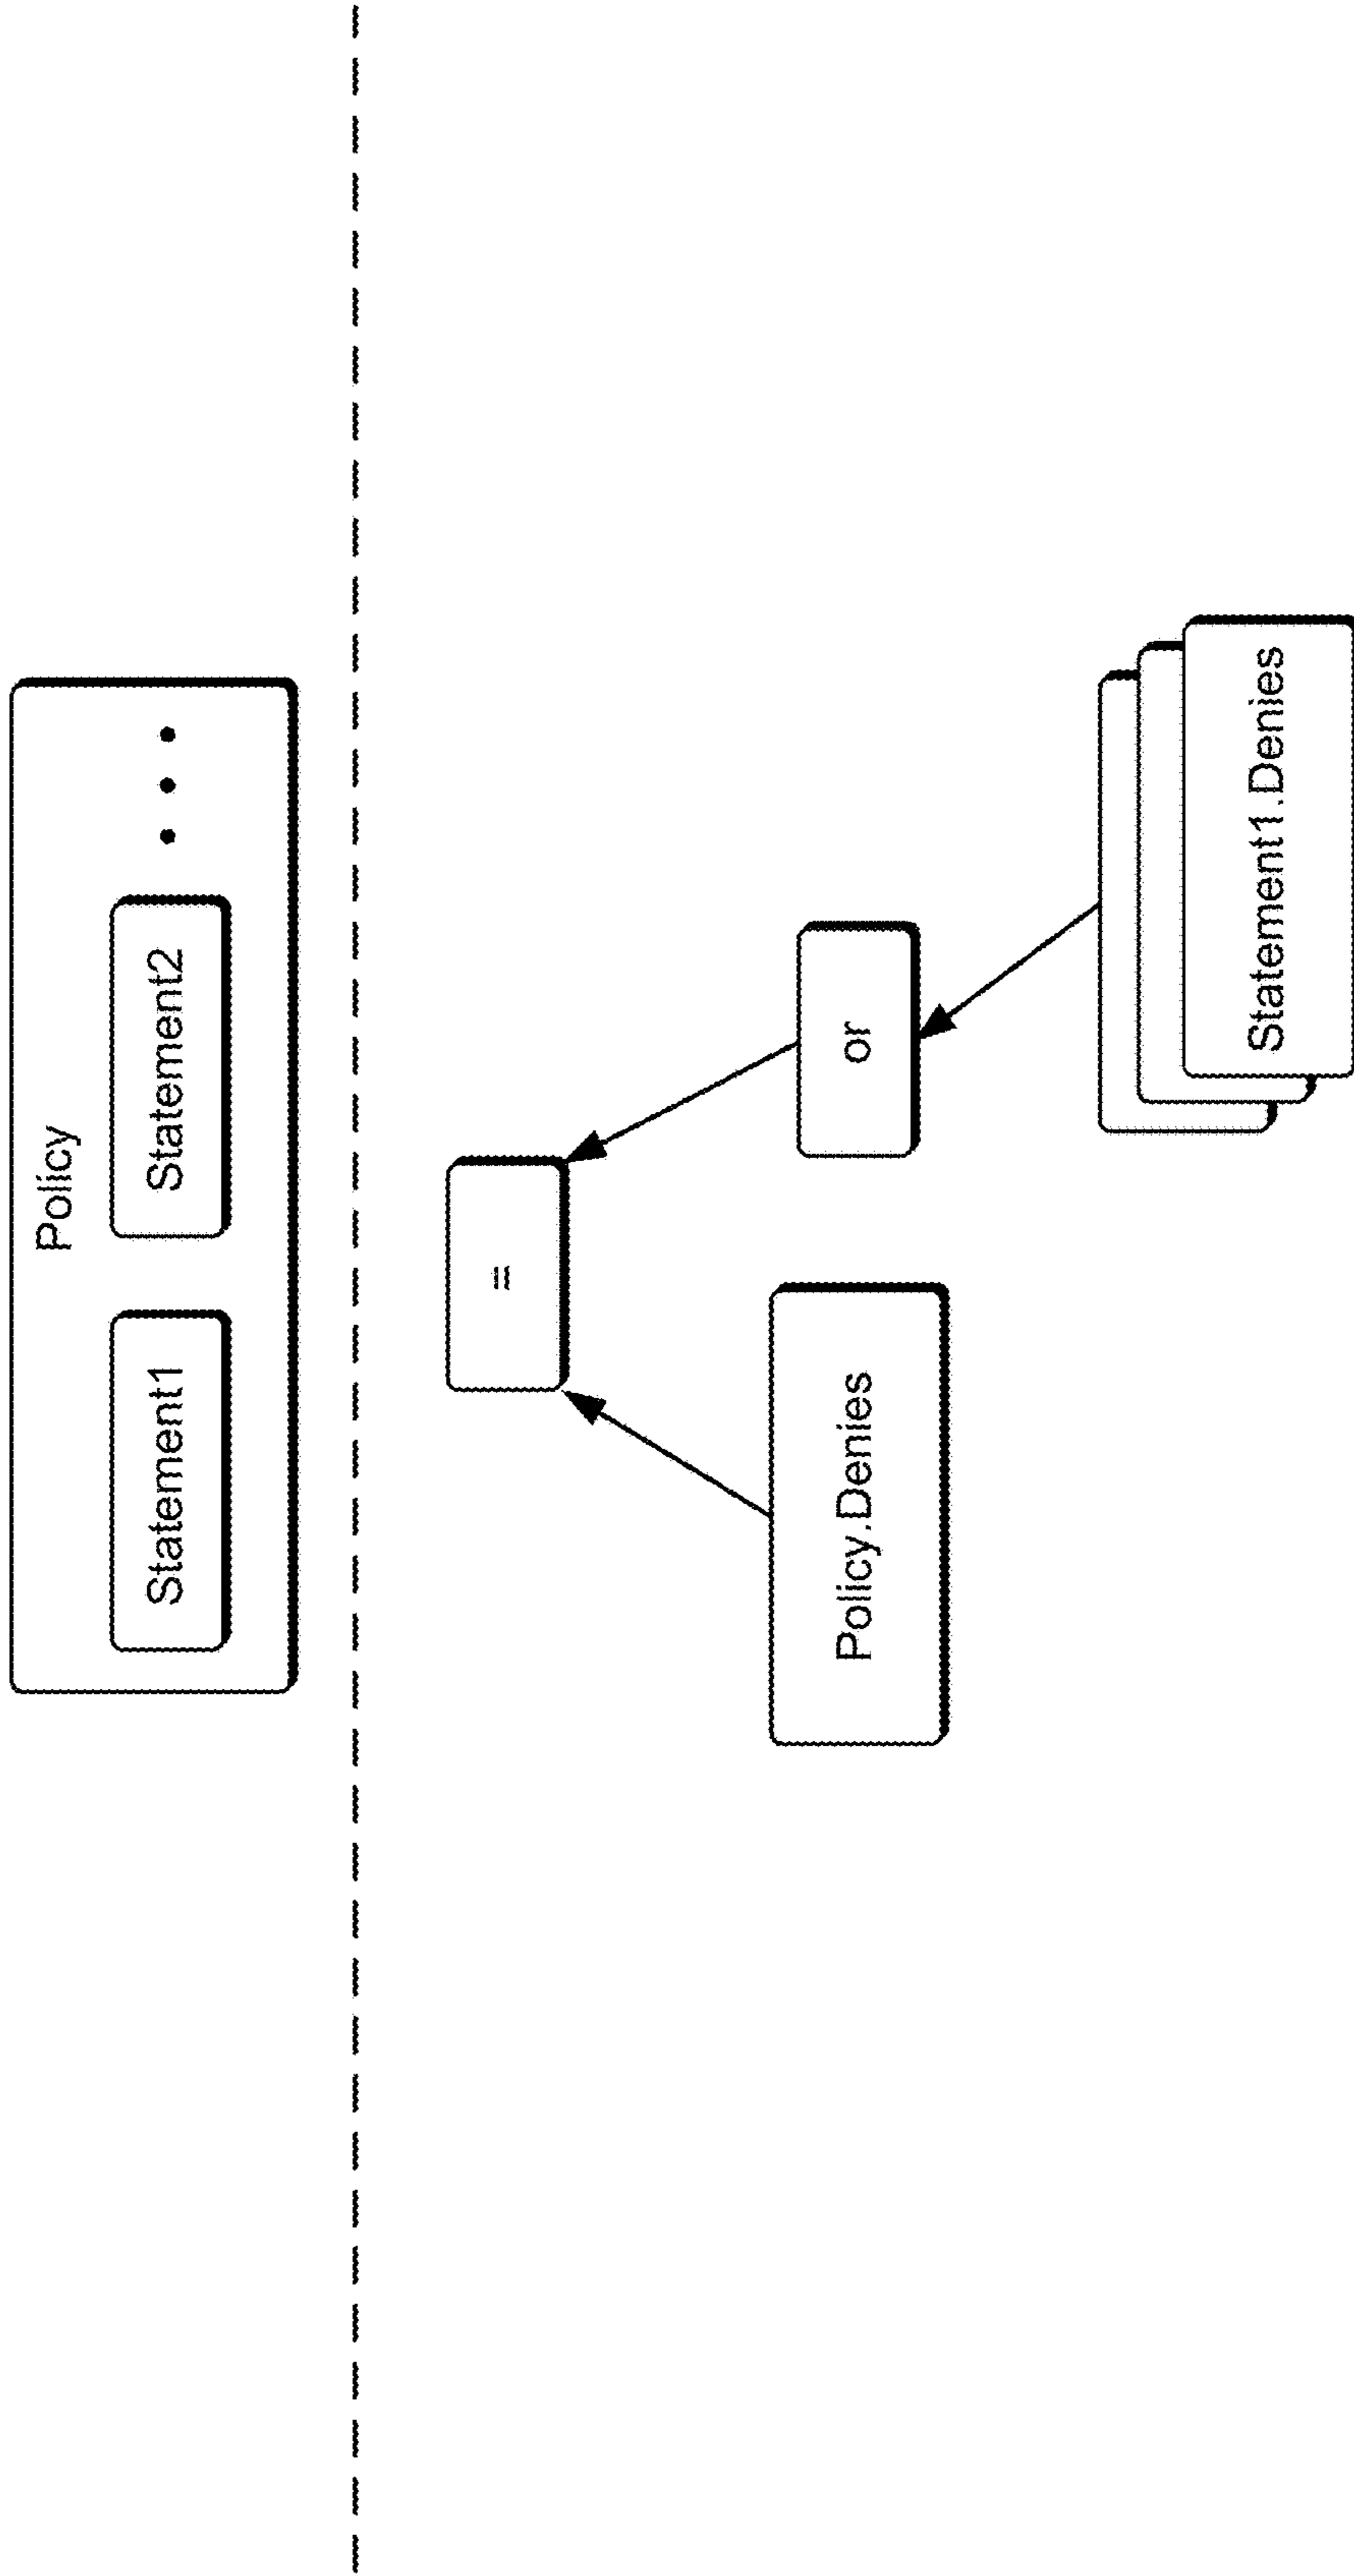 Policy
Statement1
Statement2
• • •
=
Policy.Denies
or
Statement1.Denies